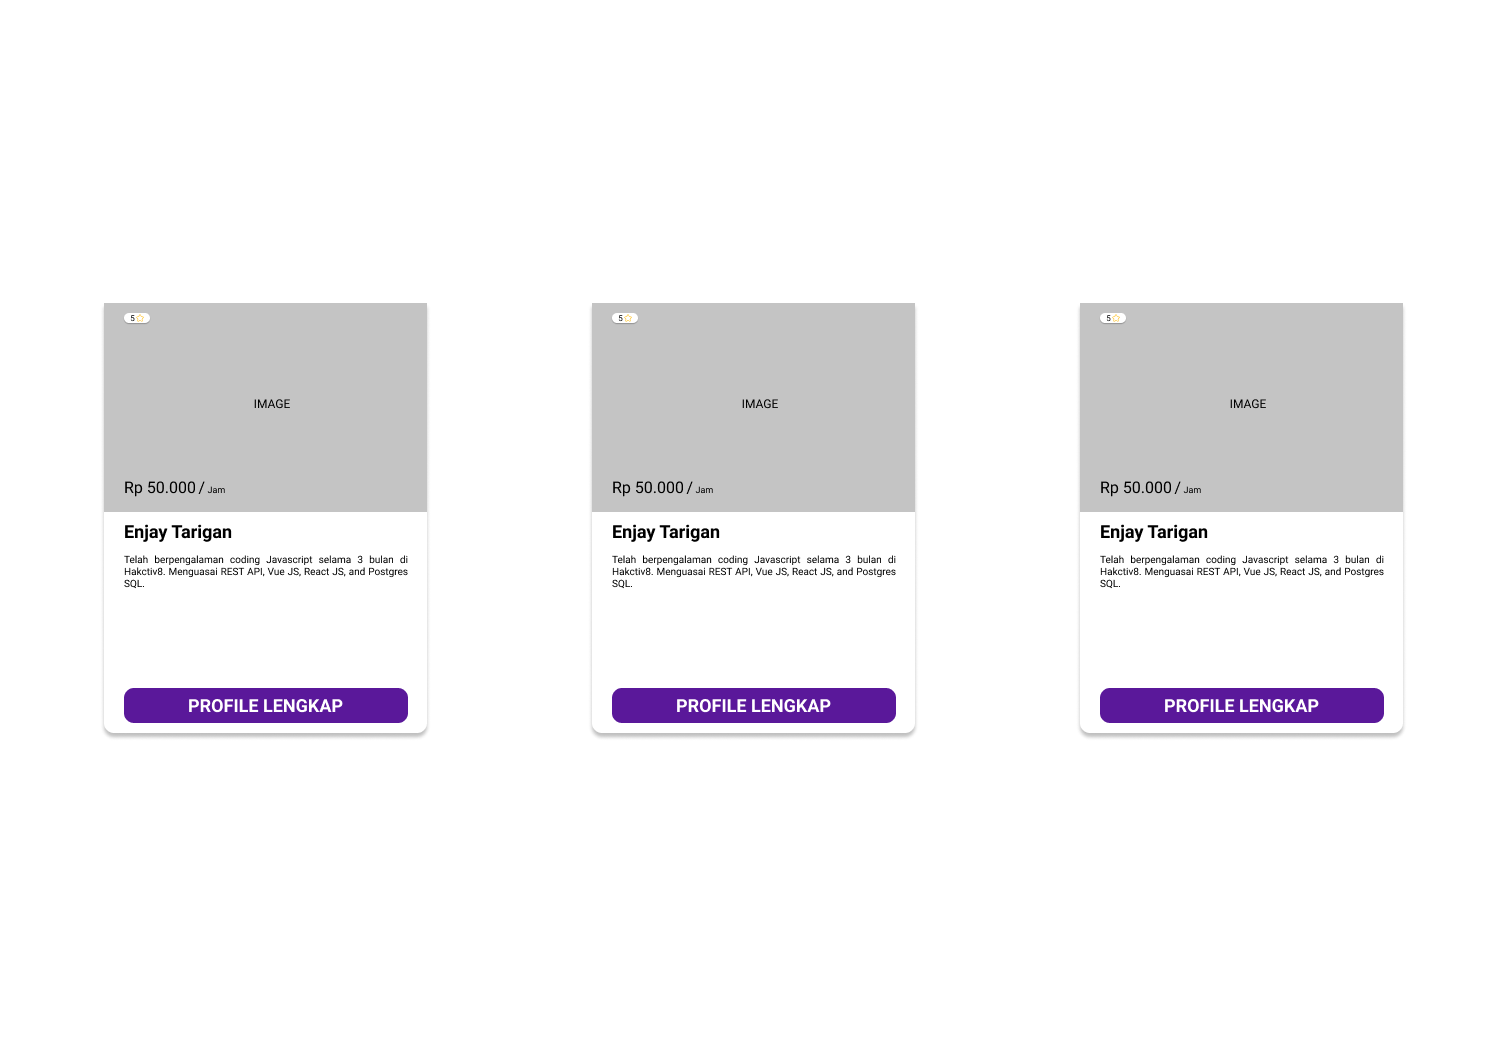 5
IMAGE
Rp 50.000 / Jam
Enjay Tarigan
Telah berpengalaman coding Javascript selama 3 bulan di
Hakctiv8. Menguasai REST API, Vue JS, React JS, and Postgres
SQL.
PROFILE LENGKAP
5
IMAGE
Rp 50.000 / Jam
Enjay Tarigan
Telah berpengalaman coding Javascript selama 3 bulan di
Hakctiv8. Menguasai REST API, Vue JS, React JS, and Postgres
SQL.
PROFILE LENGKAP
5
IMAGE
Rp 50.000 / Jam
Enjay Tarigan
Telah berpengalaman coding Javascript selama 3 bulan di
Hakctiv8. Menguasai REST API, Vue JS, React JS, and Postgres
SQL.
PROFILE LENGKAP